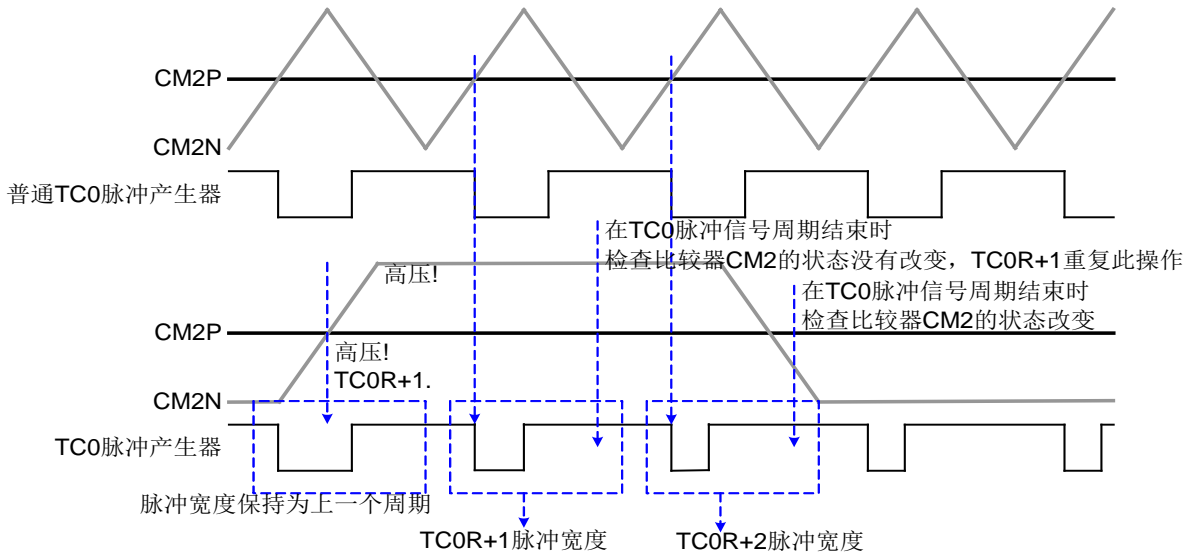 CM2P
CM2N
普通TC0脉冲产生器
在TC0脉冲信号周期结束时
检查比较器CM2的状态没有改变，TC0R+1重复此操作
高压!
在TC0脉冲信号周期结束时
检查比较器CM2的状态改变
CM2P
高压!
TC0R+1.
CM2N
TC0脉冲产生器
脉冲宽度保持为上一个周期
TC0R+1脉冲宽度
TC0R+2脉冲宽度